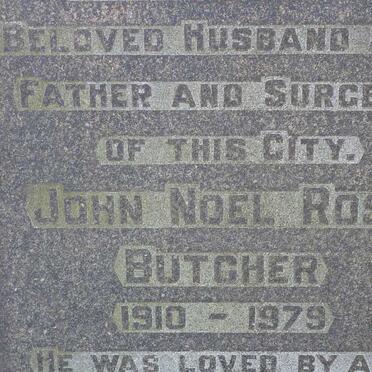 BELOVED HUSBAND
FATHER AND SURGE
OF THIS CITY.
JOHN NOEL ROS
BUTCHER
1910 - 1979
HE WAS LOVED BY A